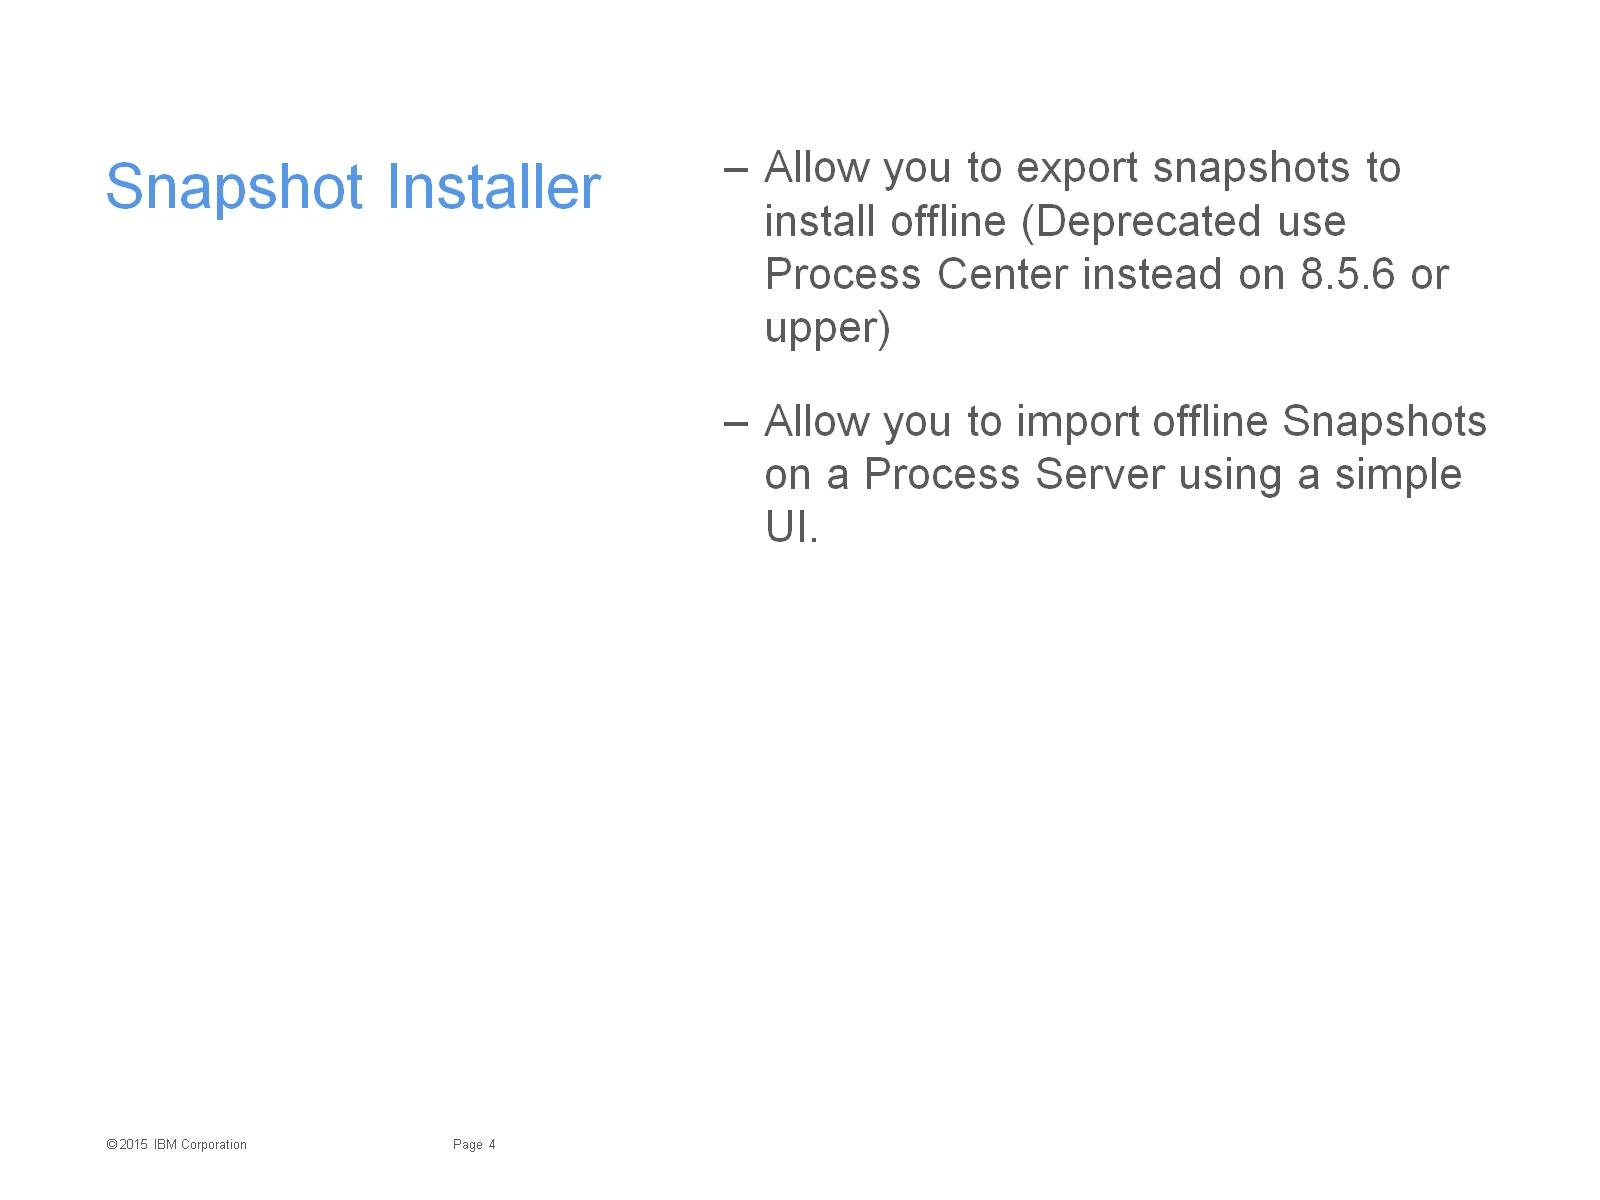 Snapshot Installer
– Allow you to export snapshots to
install offline (Deprecated use
Process Center instead on 8.5.6 or
upper)
– Allow you to import offline Snapshots
on a Process Server using a simple
UI.
©2015 IBM Corporation
Page 4